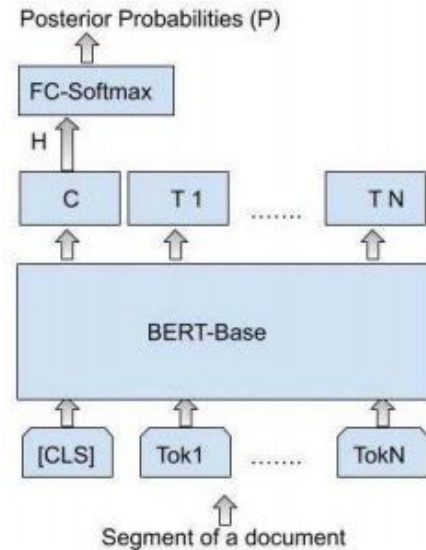 Posterior Probabilities (P)
FC-Softmax
H
C T 1 ....... T N
BERT-Base
[CLS] Tok1 ....... TokN
Segment of a document